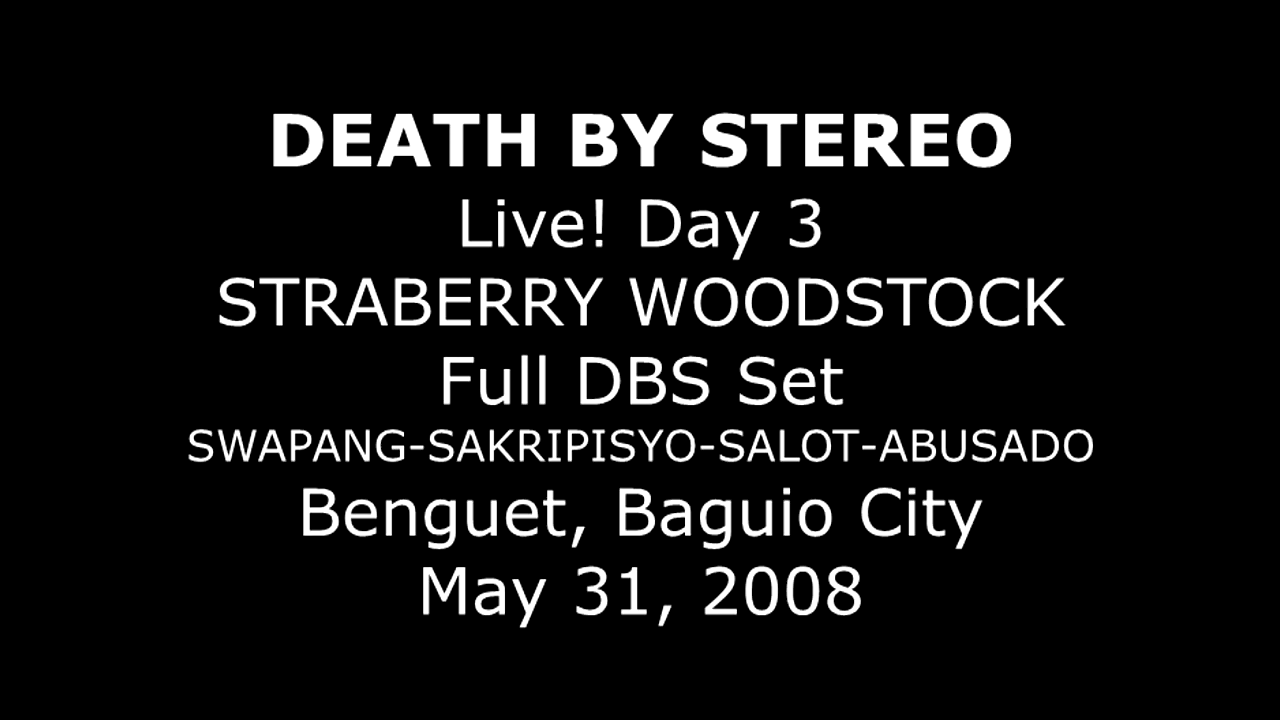 DEATH BY STEREO
Live! Day 3
STRABERRY WOODSTOCK
Full DBS Set
SWAPANG-SAKRIPISYO-SALOT-ABUSADO
Benguet, Baguio City
May 31, 2008